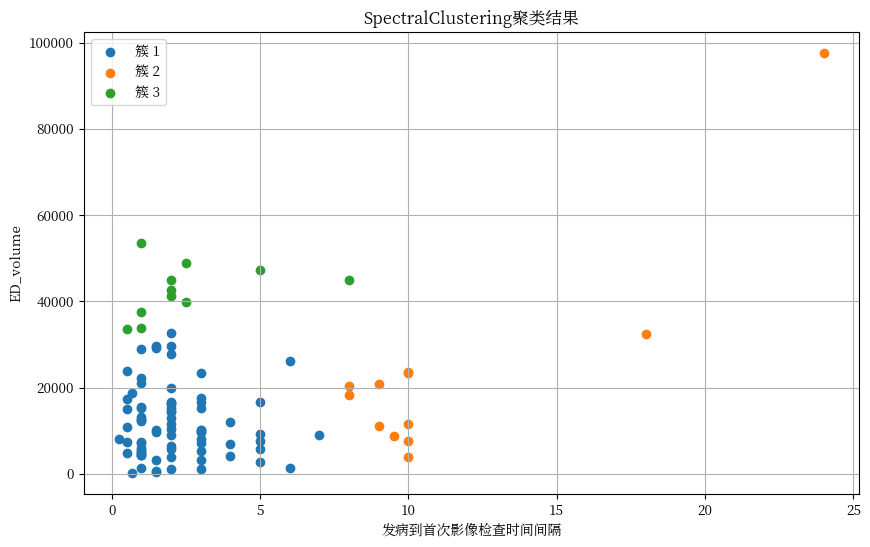 SpectralClustering聚类结果
簇 1
簇 2
簇 3
100000
80000
60000
40000
20000
0
ED_volume
0 5 10 15 20 25
发病到首次影像检查时间间隔